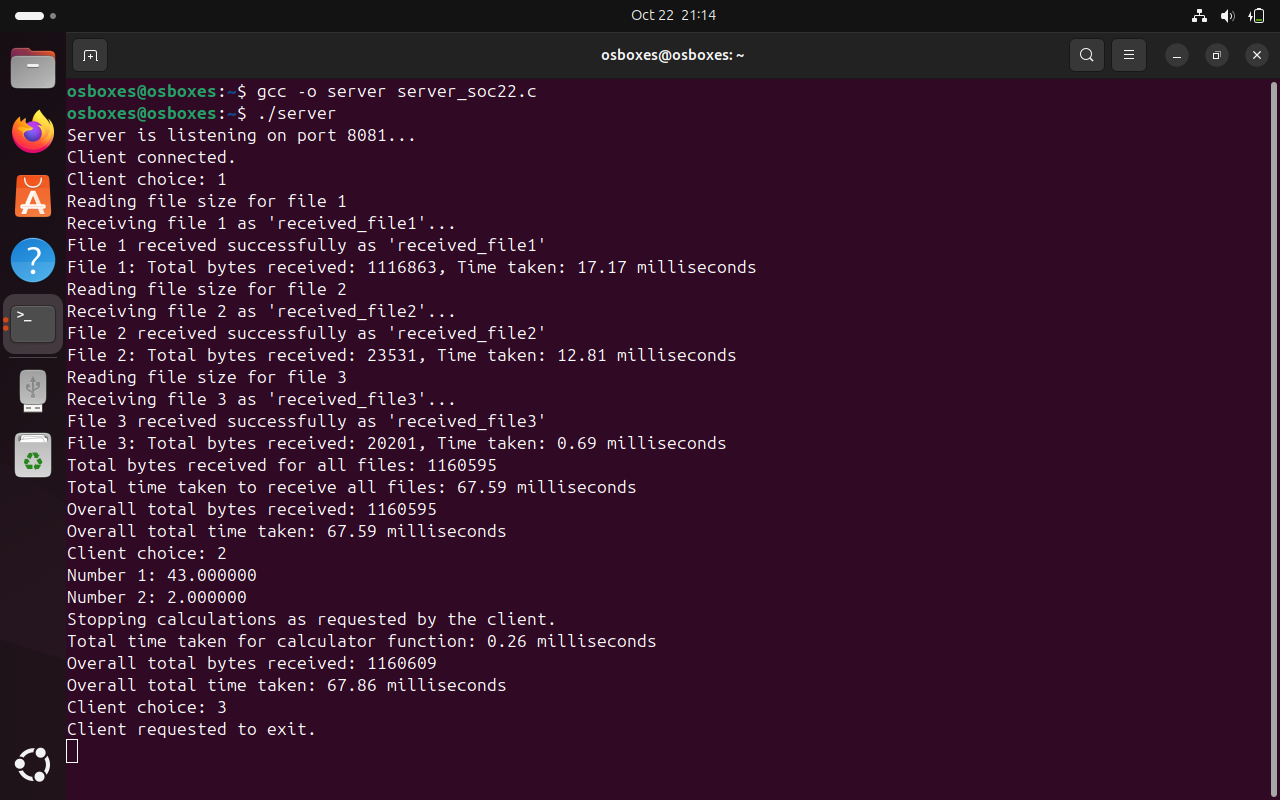 Oct 22 21:14
osboxes@osboxes: ~
osboxes@osboxes:~$ gcc -o server server_soc22.c
osboxes@osboxes:~$ ./server
Server is listening on port 8081...
Client connected.
Client choice: 1
Reading file size for file 1
Receiving file 1 as 'received_file1'...
File 1 received successfully as 'received_file1'
File 1: Total bytes received: 1116863, Time taken: 17.17 milliseconds
Reading file size for file 2
Receiving file 2 as 'received_file2'...
File 2 received successfully as 'received_file2'
File 2: Total bytes received: 23531, Time taken: 12.81 milliseconds
Reading file size for file 3
Receiving file 3 as 'received_file3'...
File 3 received successfully as 'received_file3'
File 3: Total bytes received: 20201, Time taken: 0.69 milliseconds
Total bytes received for all files: 1160595
Total time taken to receive all files: 67.59 milliseconds
Overall total bytes received: 1160595
Overall total time taken: 67.59 milliseconds
Client choice: 2
Number 1: 43.000000
Number 2: 2.000000
Stopping calculations as requested by the client.
Total time taken for calculator function: 0.26 milliseconds
Overall total bytes received: 1160609
Overall total time taken: 67.86 milliseconds
Client choice: 3
Client requested to exit.